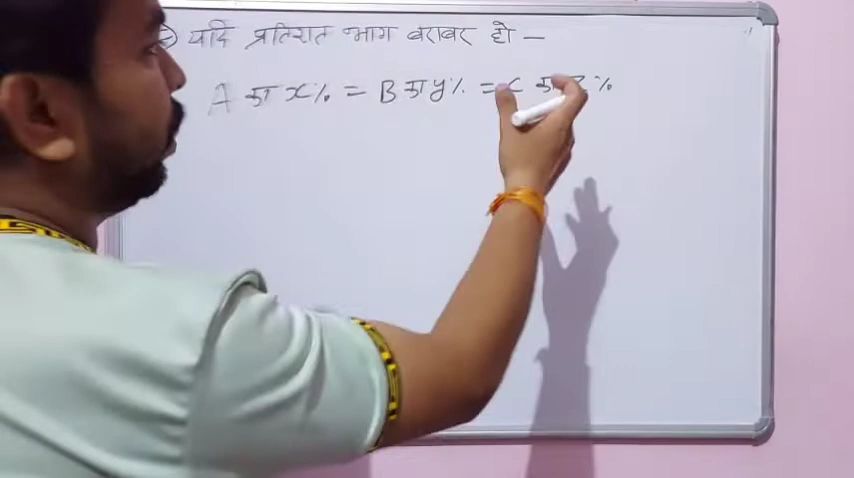 यदि प्रतिशत भाग बराबर हो —
A का x% = B का y% = C का %